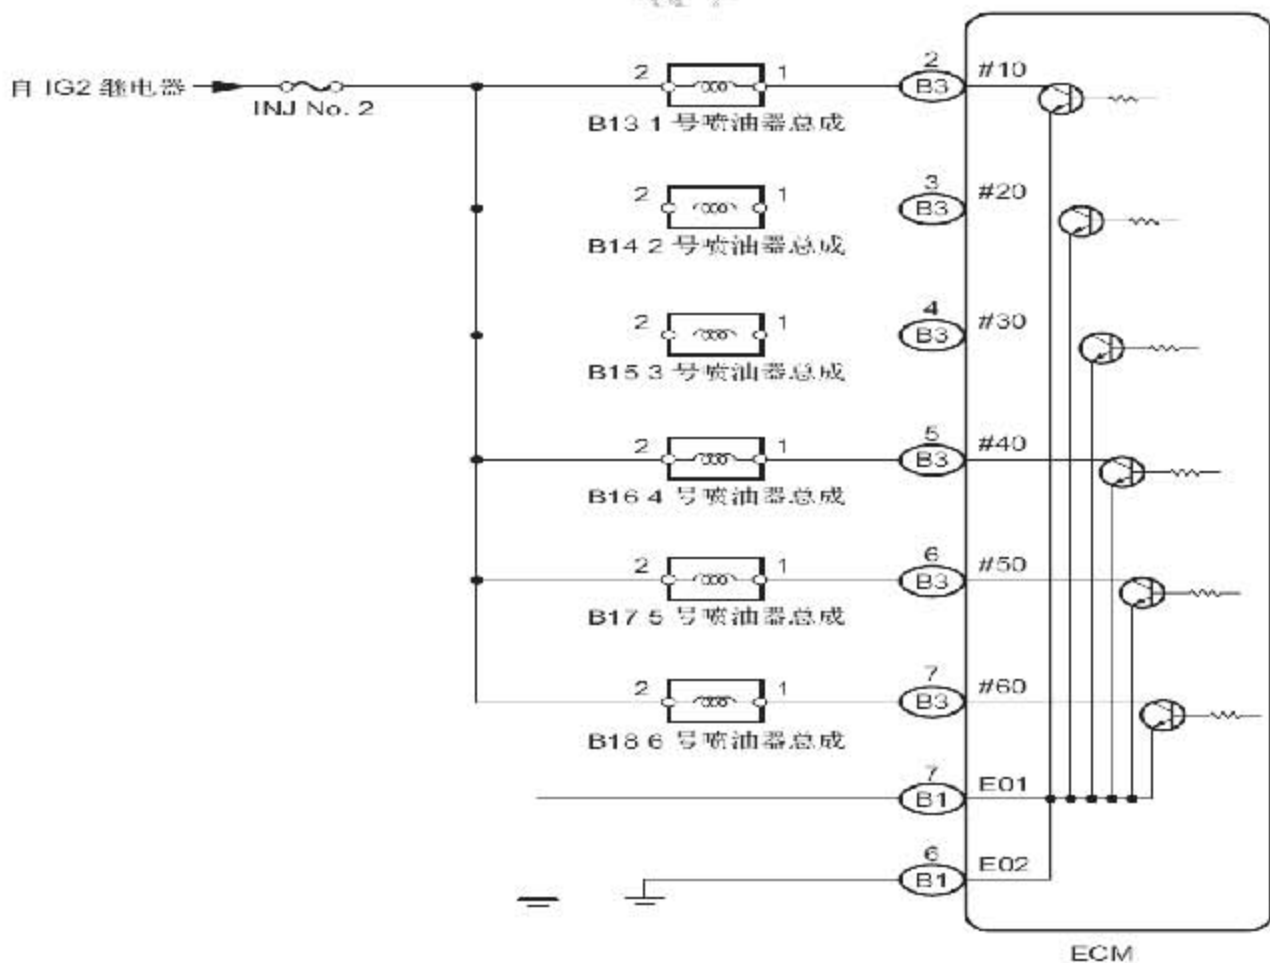 自 IG2 继电器
INJ No. 2
2 1
B13 1 号喷油器总成
2
B3
#10
2 1
B14 2 号喷油器总成
3
B3
#20
2 1
B15 3 号喷油器总成
4
B3
#30
2 1
B16 4 号喷油器总成
5
B3
#40
2 1
B17 5 号喷油器总成
6
B3
#50
2 1
B18 6 号喷油器总成
7
B3
#60
7
B1
E01
6
B1
E02
ECM